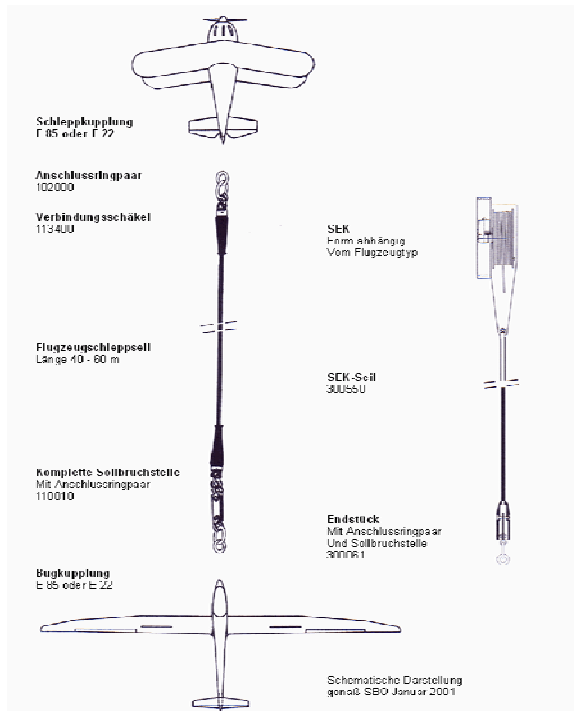 Schleppkupplung
E 85 oder E 22
Anschlussringpaar
102000
Verbindungsschäkel
113400
Flugzeugschleppseil
Länge 40 - 60 m
Komplette Sollbruchstelle
Mit Anschlussringpaar
110010
Bugkupplung
E 85 oder E 22
SEK
Form abhängig
Vom Flugzeugtyp
SEK-Seil
300550
Endstück
Mit Anschlussringpaar
Und Sollbruchstelle
300061
Schematische Darstellung
gemäß SBO Januar 2001